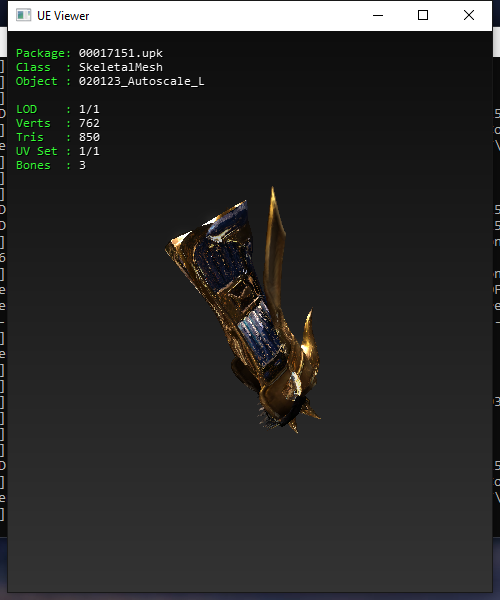 UE Viewer
Package: 00017151.upk
Class  : SkeletalMesh
Object : 020123_Autoscale_L
LOD    : 1/1
Verts  : 762
Tris   : 850
UV Set : 1/1
Bones  : 3